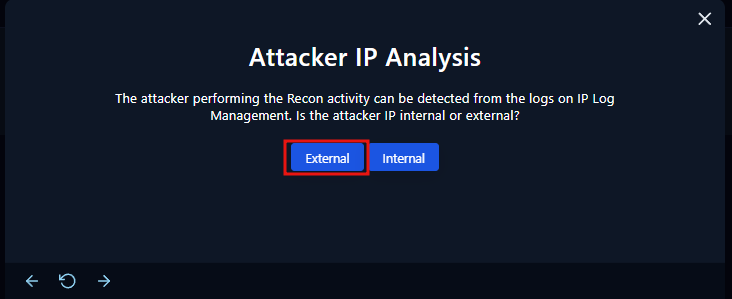 Attacker IP Analysis
The attacker performing the Recon activity can be detected from the logs on IP Log
Management. Is the attacker IP internal or external?
External Internal